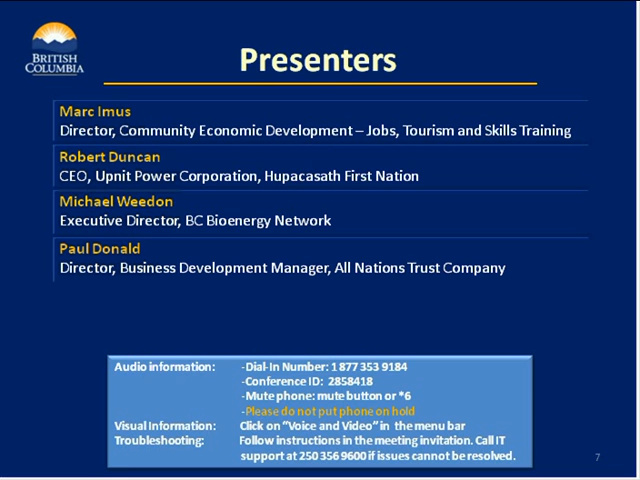 Presenters
BRITISH
COLUMBIA
Marc Imus
Director, Community Economic Development – Jobs, Tourism and Skills Training
Robert Duncan
CEO, Upnit Power Corporation, Hupacasath First Nation
Michael Weedon
Executive Director, BC Bioenergy Network
Paul Donald
Director, Business Development Manager, All Nations Trust Company
Audio information: -Dial-In Number: 1 877 353 9184
-Conference ID: 2858418
-Mute phone: mute button or *6
-Please do not put phone on hold
Visual Information: Click on "Voice and Video" in the menu bar
Troubleshooting: Follow instructions in the meeting invitation. Call IT
support at 250 356 9600 if issues cannot be resolved.
7